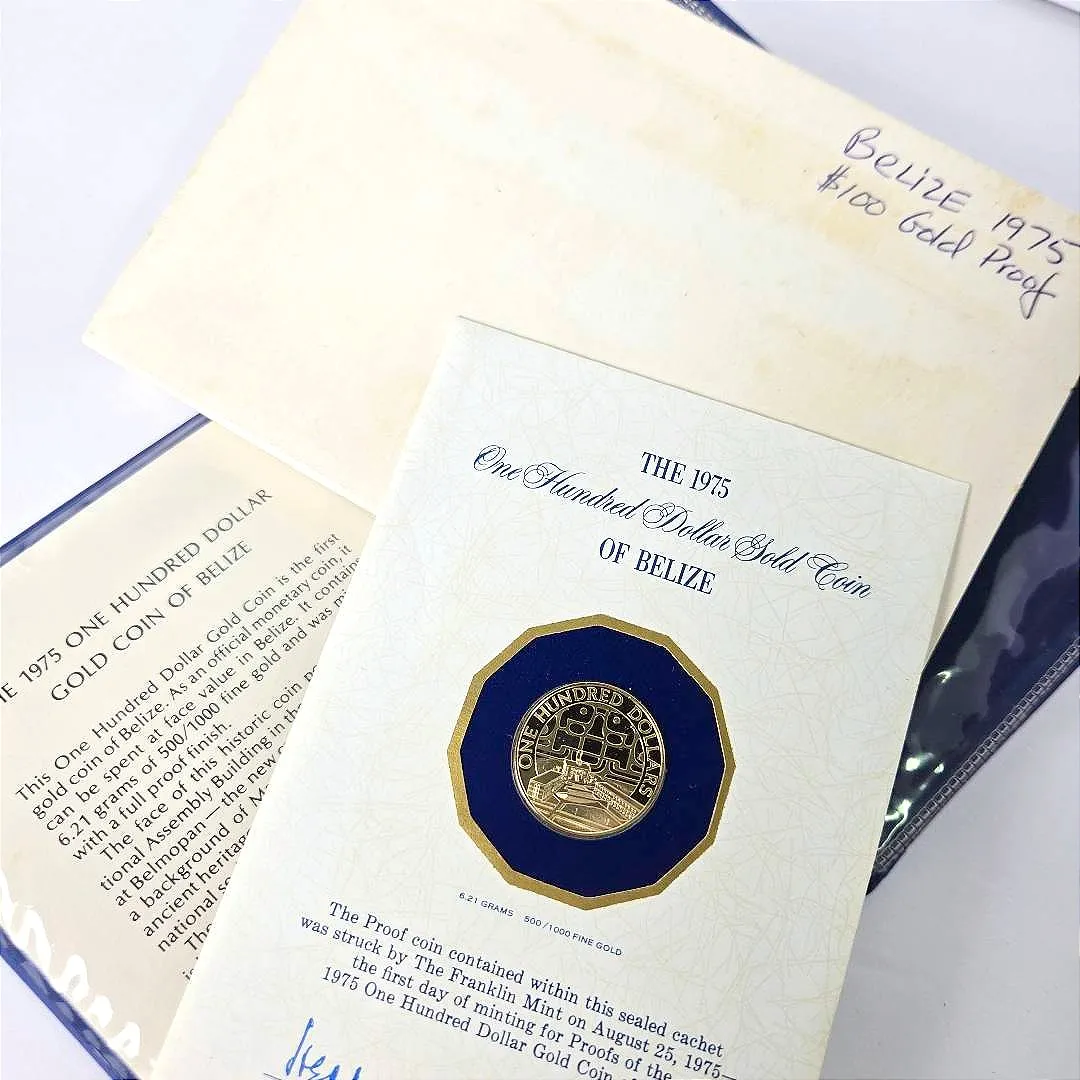 BELIZE 1975
$100 Gold Proof
THE 1975
One Hundred Dollar Gold Coin
OF BELIZE
ONE HUNDRED DOLLARS
6.21 GRAMS 500/1000 FINE GOLD
The Proof coin contained within this sealed cachet
was struck by The Franklin Mint on August 25, 1975—
the first day of minting for Proofs of the
1975 One Hundred Dollar Gold Coin
1975 ONE HUNDRED DOLLAR
GOLD COIN OF BELIZE
This One Hundred Dollar Gold Coin is the first
gold coin of Belize. As an official monetary coin, it
can be spent at face value in Belize. It contain
6.21 grams of 500/1000 fine gold and was
with a full proof finish.
The face of this historic coin
tional Assembly Building in the
at Belmopan—the new
a background of
ancient heritag
national